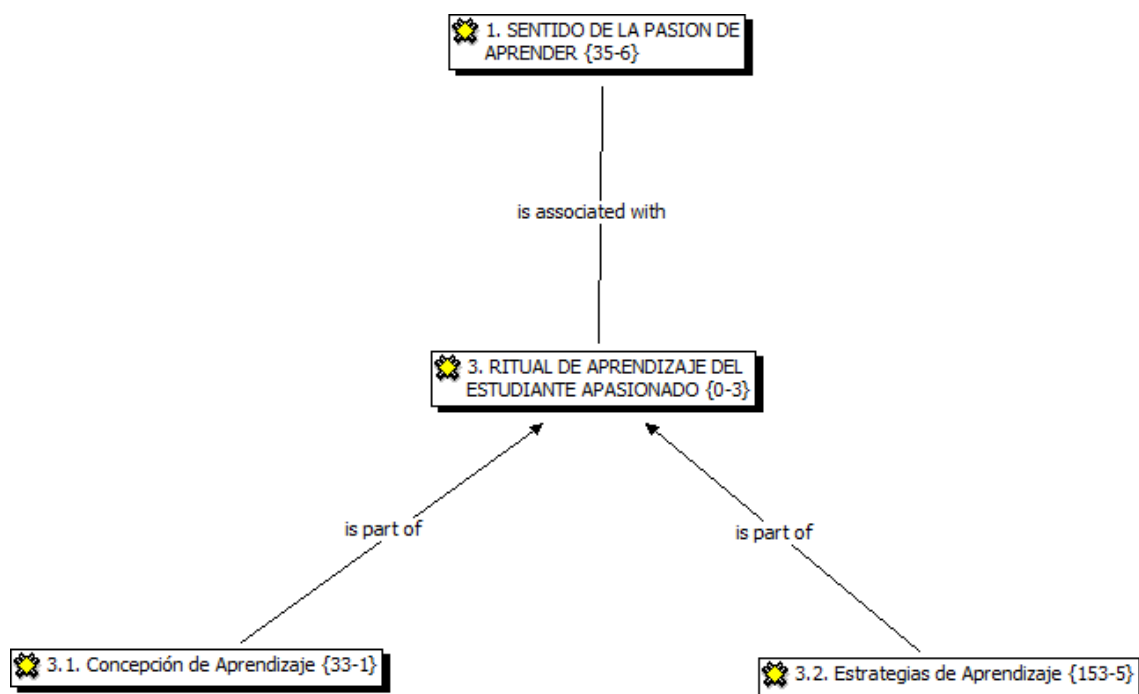 1. SENTIDO DE LA PASION DE
APRENDER {35-6}
is associated with
3. RITUAL DE APRENDIZAJE DEL
ESTUDIANTE APASIONADO {0-3}
is part of
is part of
3.1. Concepción de Aprendizaje {33-1}
3.2. Estrategias de Aprendizaje {153-5}